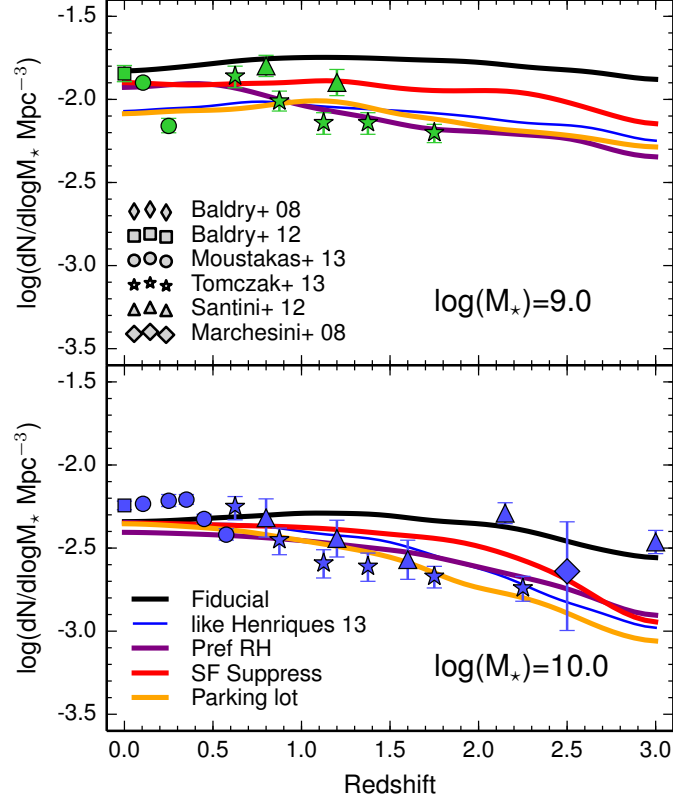 -1.5
-2.0
-2.5
-3.0
-3.5
log(dN/dlogM⋆ Mpc⁻³)
Baldry+ 08
Baldry+ 12
Moustakas+ 13
Tomczak+ 13
Santini+ 12
Marchesini+ 08
log(M⋆)=9.0
-1.5
-2.0
-2.5
-3.0
-3.5
log(dN/dlogM⋆ Mpc⁻³)
Fiducial
like Henriques 13
Pref RH
SF Suppress
Parking lot
log(M⋆)=10.0
0.0 0.5 1.0 1.5 2.0 2.5 3.0
Redshift